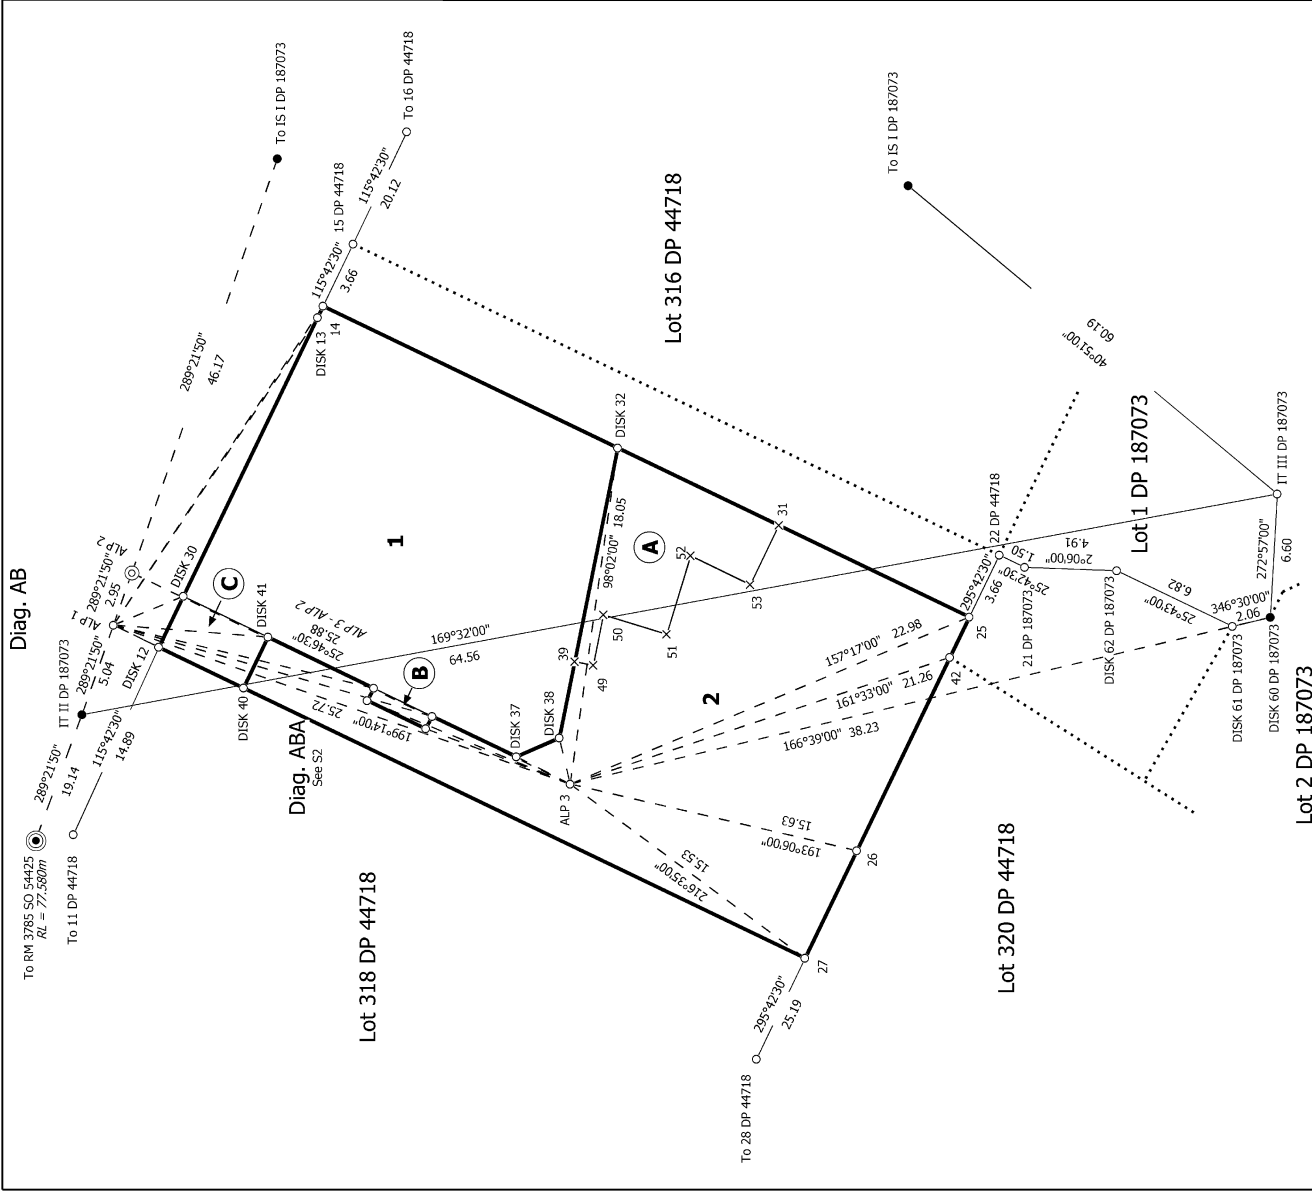 Diag. AB
To IS I DP 187073
To 16 DP 44718
115°42'30"
20.12
15 DP 44718
115°42'30"
3.66
289°21'50"
46.17
DISK 13
14
ALP 2
289°21'50"
2.95
ALP 1
289°21'50"
5.04
IT II DP 187073
289°21'50"
19.14
To RM 3785 SO 54425
RL = 77.580m
To 11 DP 44718
115°42'30"
14.89
DISK 12
DISK 30
C
DISK 41
DISK 40
1
ALP 3 - ALP 2
25.88
25°46'30"
169°32'00"
64.56
B
25.72
199°14'00"
Diag. ABA
See S2
DISK 37
DISK 38
39
49
50
51
52
53
31
98°02'00"
18.05
DISK 32
A
2
Lot 316 DP 44718
Lot 318 DP 44718
ALP 3
157°17'00"
22.98
161°33'00"
21.26
166°39'00"
38.23
193°06'00"
15.63
216°35'00"
15.53
25
42
26
27
295°42'30"
25.19
To 28 DP 44718
Lot 320 DP 44718
295°42'30"
3.66
22 DP 44718
1.50
25°42'30"
21 DP 187073
4.91
2°06'00"
DISK 62 DP 187073
6.82
25°43'00"
DISK 61 DP 187073
346°30'00"
2.06
DISK 60 DP 187073
272°57'00"
6.60
IT III DP 187073
Lot 1 DP 187073
Lot 2 DP 187073
60.19
40°51'00"
To IS I DP 187073